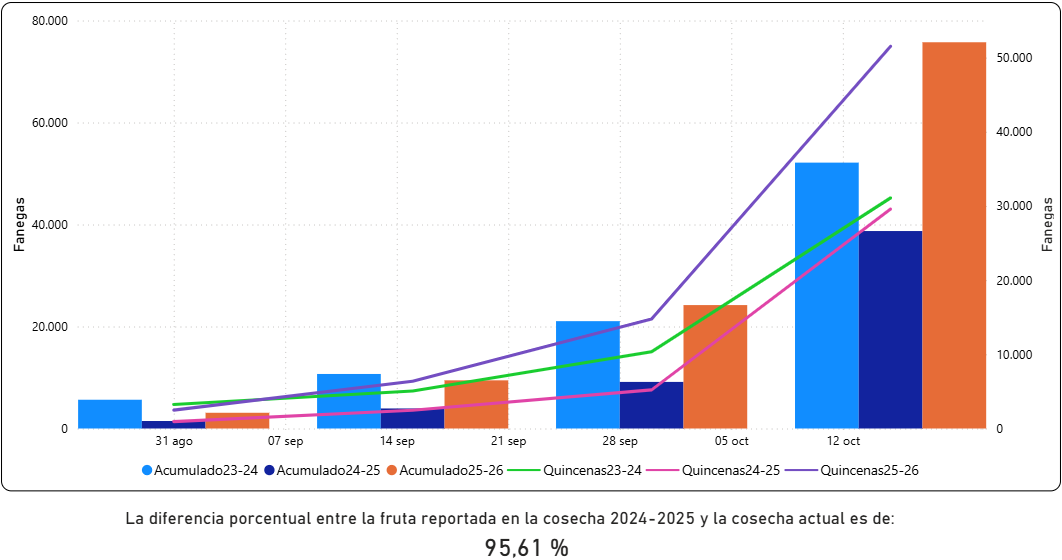 80.000
60.000
40.000
20.000
0
Fanegas
50.000
40.000
30.000
20.000
10.000
0
Fanegas
31 ago 07 sep 14 sep 21 sep 28 sep 05 oct 12 oct
Acumulado23-24 Acumulado24-25 Acumulado25-26 Quincenas23-24 Quincenas24-25 Quincenas25-26
La diferencia porcentual entre la fruta reportada en la cosecha 2024-2025 y la cosecha actual es de:
95,61 %